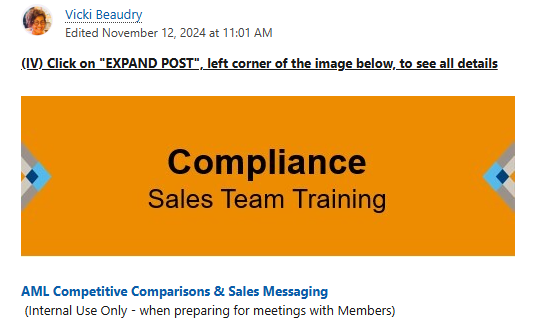 Vicki Beaudry
Edited November 12, 2024 at 11:01 AM
(IV) Click on "EXPAND POST", left corner of the image below, to see all details
Compliance
Sales Team Training
AML Competitive Comparisons & Sales Messaging
(Internal Use Only - when preparing for meetings with Members)